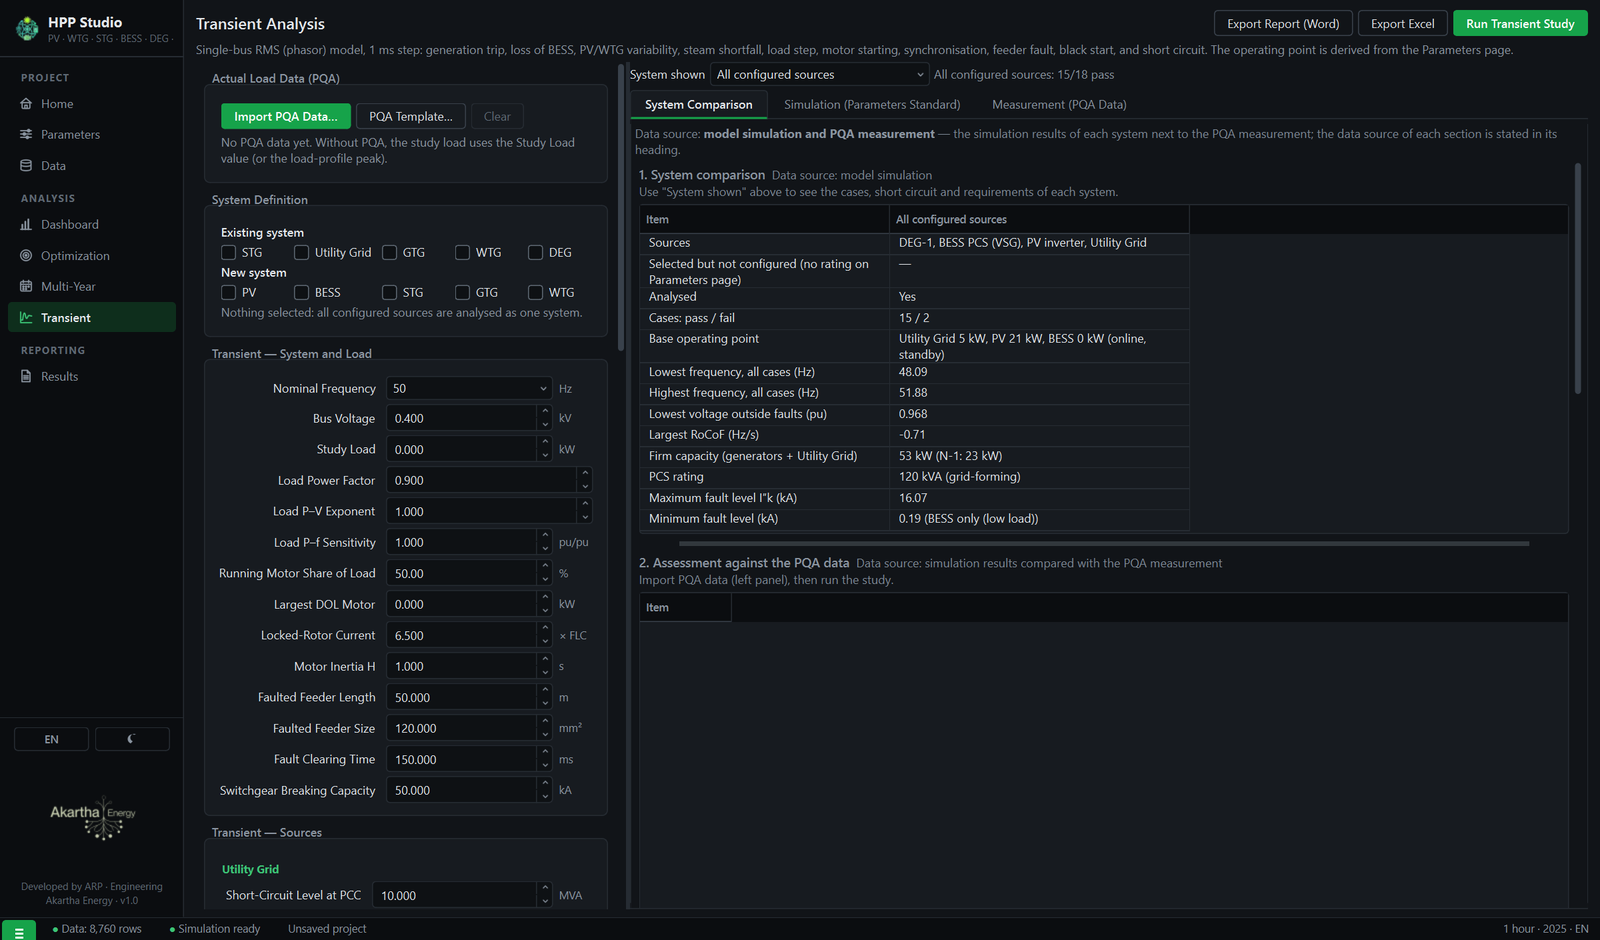 HPP Studio
PV · WTG · STG · BESS · DEG ·
PROJECT
Home
Parameters
Data
ANALYSIS
Dashboard
Optimization
Multi-Year
Transient
REPORTING
Results
EN
Akartha Energy
Developed by ARP - Engineering
Akartha Energy - v1.0
Transient Analysis
Export Report (Word)
Export Excel
Run Transient Study
Single-bus RMS (phasor) model, 1 ms step: generation trip, loss of BESS, PV/WTG variability, steam shortfall, load step, motor starting, synchronisation, feeder fault, black start, and short circuit. The operating point is derived from the Parameters page.
Actual Load Data (PQA)
Import PQA Data...
PQA Template...
Clear
No PQA data yet. Without PQA, the study load uses the Study Load
value (or the load-profile peak).
System Definition
Existing system
STG
Utility Grid
GTG
WTG
DEG
New system
PV
BESS
STG
GTG
WTG
Nothing selected: all configured sources are analysed as one system.
Transient — System and Load
Nominal Frequency 50 Hz
Bus Voltage 0.400 kV
Study Load 0.000 kW
Load Power Factor 0.900
Load P–V Exponent 1.000
Load P–f Sensitivity 1.000 pu/pu
Running Motor Share of Load 50.00 %
Largest DOL Motor 0.000 kW
Locked-Rotor Current 6.500 × FLC
Motor Inertia H 1.000 s
Faulted Feeder Length 50.000 m
Faulted Feeder Size 120.000 mm²
Fault Clearing Time 150.000 ms
Switchgear Breaking Capacity 50.000 kA
Transient — Sources
Utility Grid
Short-Circuit Level at PCC 10.000 MVA
System shown All configured sources All configured sources: 15/18 pass
System Comparison
Simulation (Parameters Standard)
Measurement (PQA Data)
Data source: model simulation and PQA measurement — the simulation results of each system next to the PQA measurement; the data source of each section is stated in its
heading.
1. System comparison Data source: model simulation
Use "System shown" above to see the cases, short circuit and requirements of each system.
Item All configured sources
Sources DEG-1, BESS PCS (VSG), PV inverter, Utility Grid
Selected but not configured (no rating on —
Parameters page)
Analysed Yes
Cases: pass / fail 15 / 2
Base operating point Utility Grid 5 kW, PV 21 kW, BESS 0 kW (online,
standby)
Lowest frequency, all cases (Hz) 48.09
Highest frequency, all cases (Hz) 51.88
Lowest voltage outside faults (pu) 0.968
Largest RoCoF (Hz/s) -0.71
Firm capacity (generators + Utility Grid) 53 kW (N-1: 23 kW)
PCS rating 120 kVA (grid-forming)
Maximum fault level I"k (kA) 16.07
Minimum fault level (kA) 0.19 (BESS only (low load))
2. Assessment against the PQA data Data source: simulation results compared with the PQA measurement
Import PQA data (left panel), then run the study.
Item
Data: 8,760 rows
Simulation ready
Unsaved project
1 hour · 2025 · EN